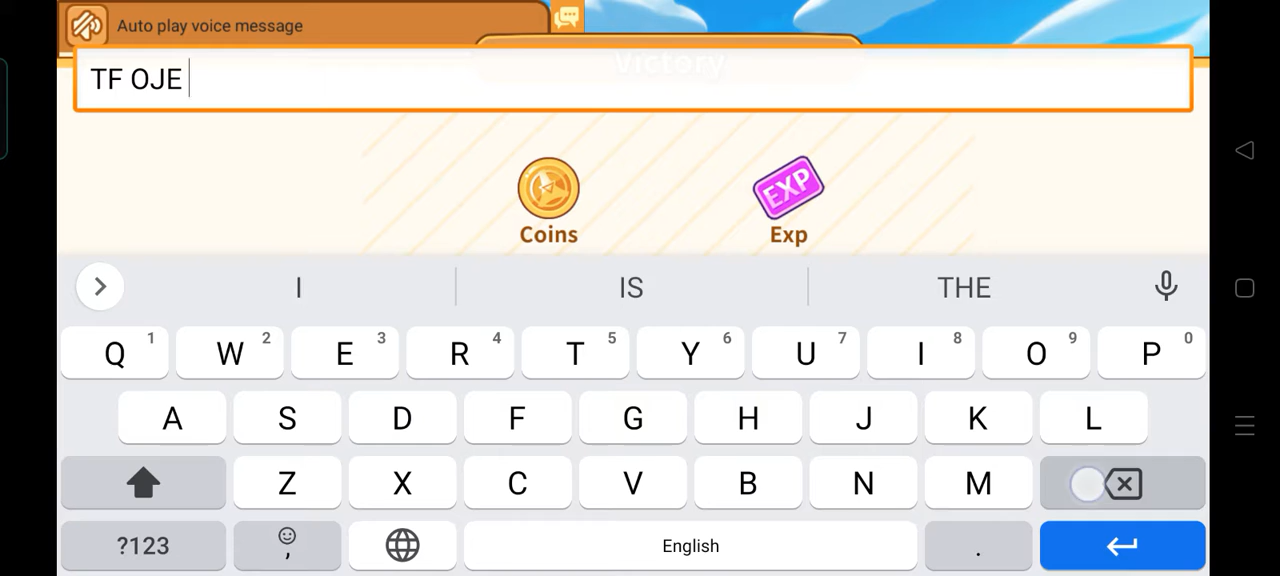 Auto play voice message
Victory
TF OJE
EXP
Coins Exp
I IS THE
Q 1 W 2 E 3 R 4 T 5 Y 6 U 7 I 8 O 9 P 0
A S D F G H J K L
Z X C V B N M
?123 , English .